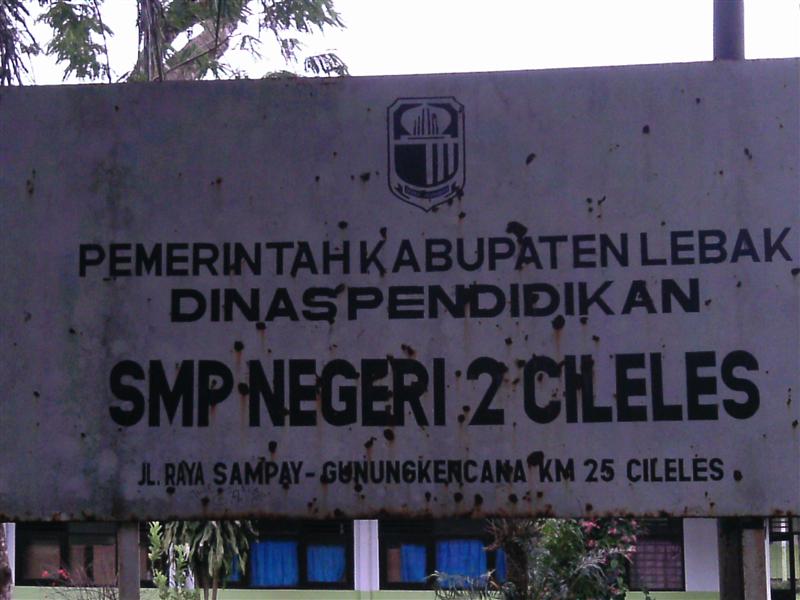 PEMERINTAH KABUPATEN LEBAK
DINAS PENDIDIKAN
SMP NEGERI 2 CILELES
JL. RAYA SAMPAY - GUNUNGKENCANA KM 25 CILELES